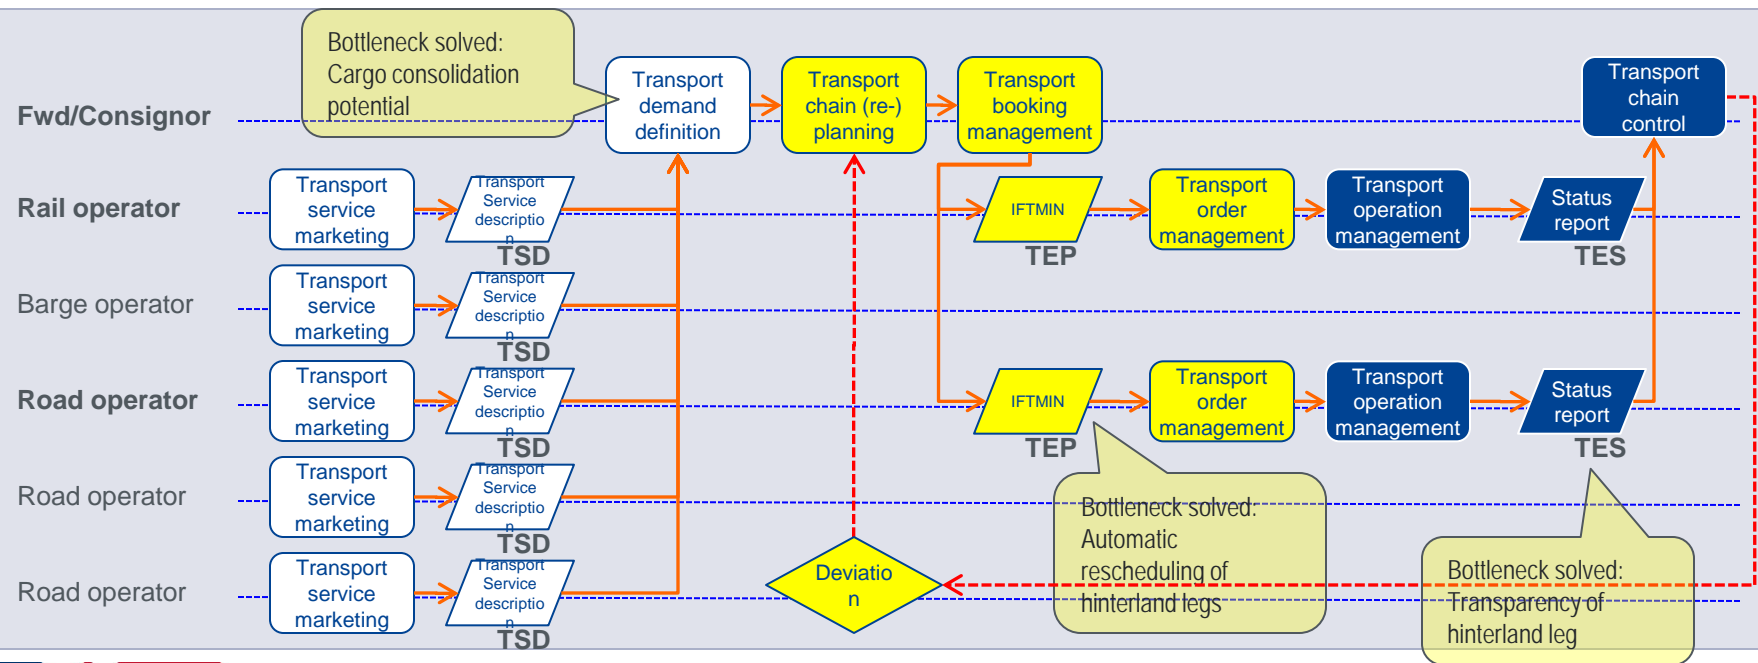 Bottleneck solved:
Cargo consolidation
potential
Fwd/Consignor
Transport
demand
definition
Transport
chain (re-)
planning
Transport
booking
management
Transport
chain
control
Rail operator
Transport
service
marketing
Transport
Service
descriptio
n
TSD
IFTMIN
TEP
Transport
order
management
Transport
operation
management
Status
report
TES
Barge operator
Transport
service
marketing
Transport
Service
descriptio
n
TSD
Road operator
Transport
service
marketing
Transport
Service
descriptio
n
TSD
IFTMIN
TEP
Transport
order
management
Transport
operation
management
Status
report
TES
Road operator
Transport
service
marketing
Transport
Service
descriptio
n
TSD
Bottleneck solved:
Automatic
rescheduling of
hinterland legs
Road operator
Transport
service
marketing
Transport
Service
descriptio
n
TSD
Deviatio
n
Bottleneck solved:
Transparency of
hinterland leg